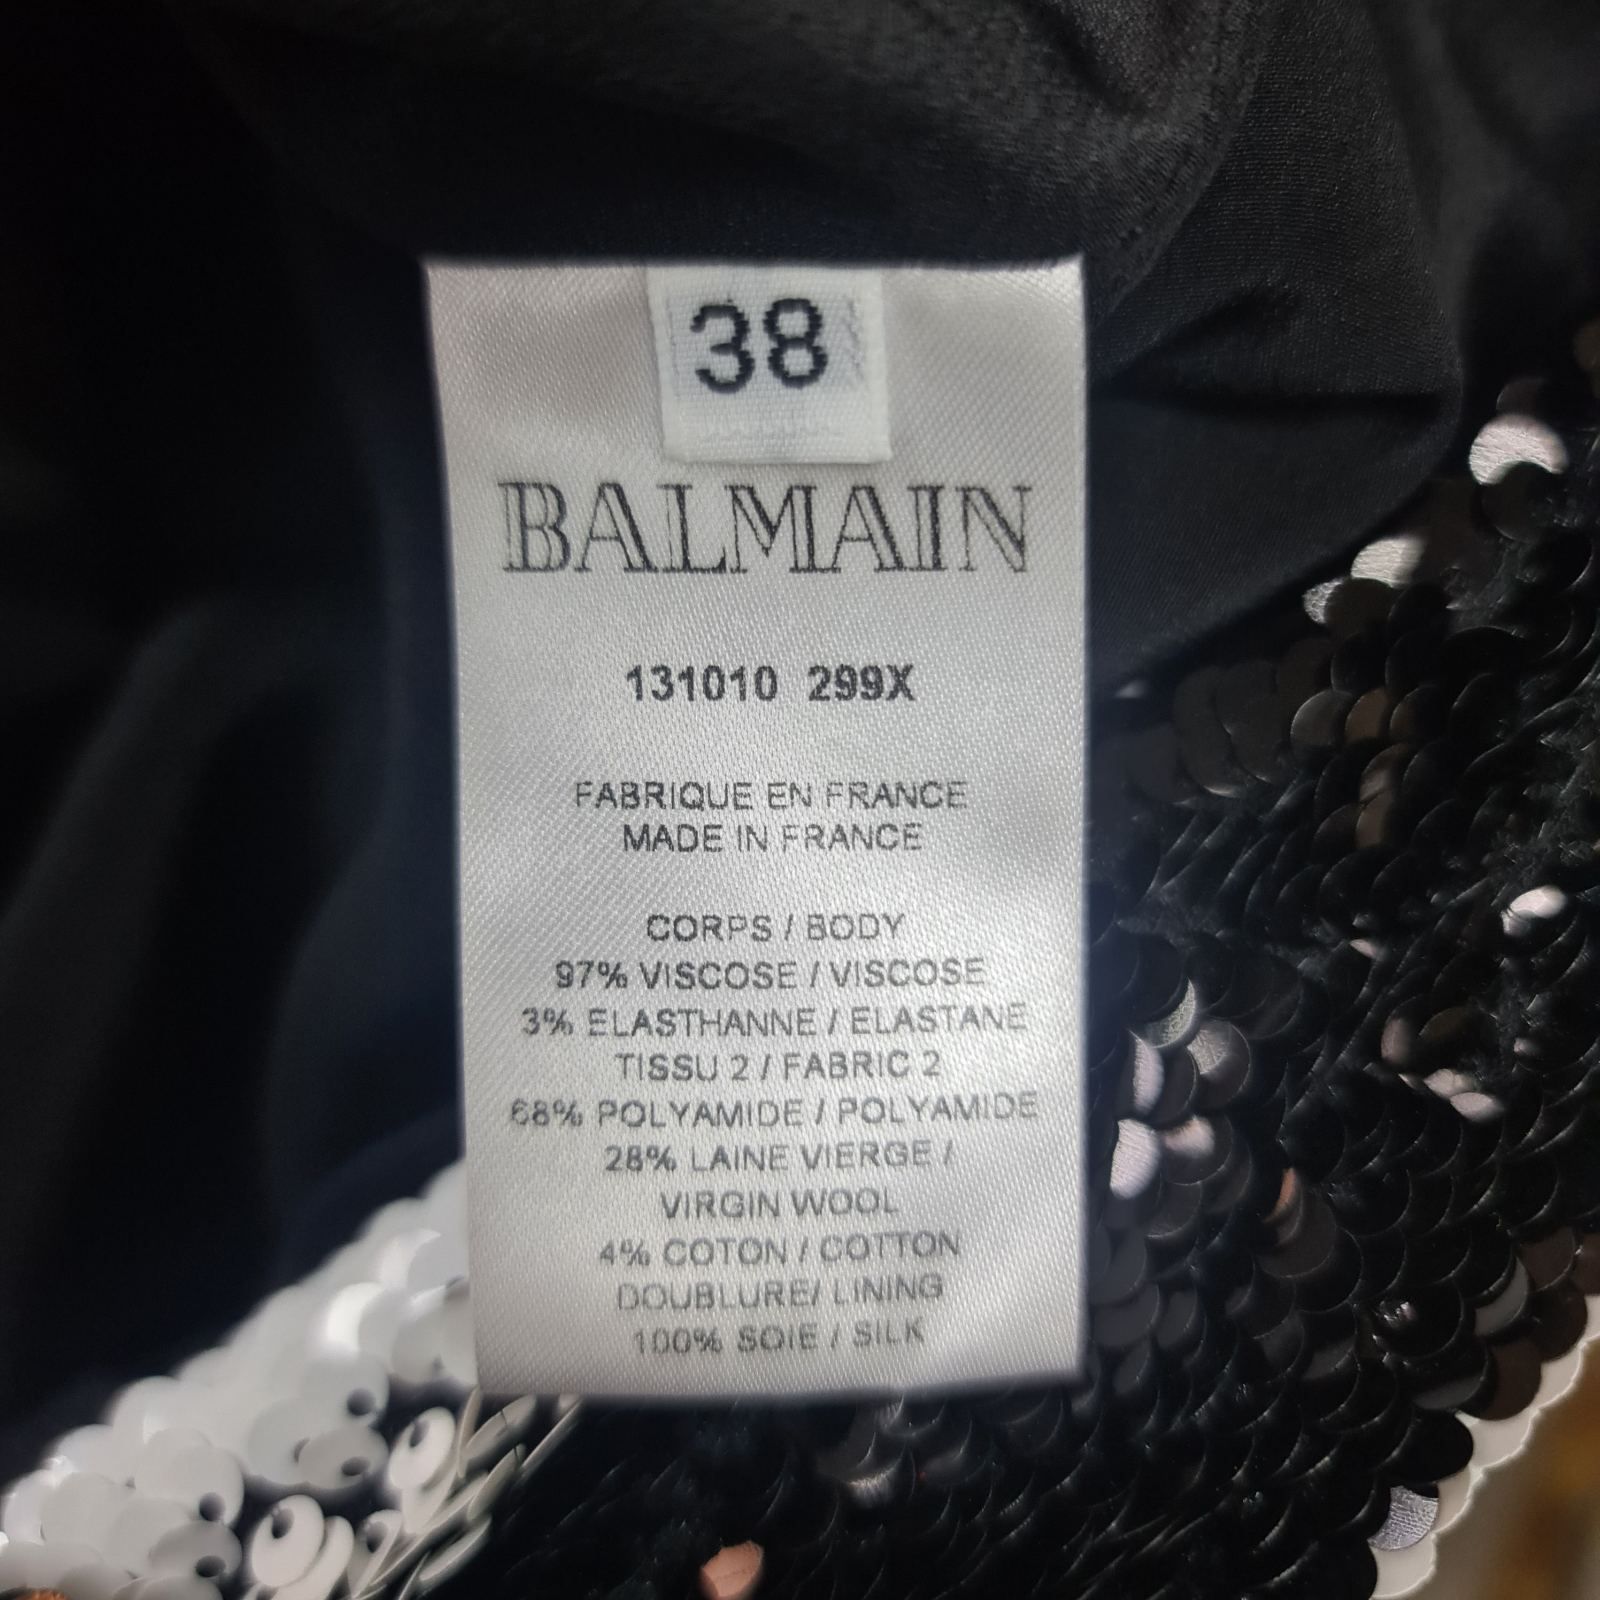 38
BALMAIN
131010 299X
FABRIQUE EN FRANCE
MADE IN FRANCE
CORPS / BODY
97% VISCOSE / VISCOSE
3% ELASTHANNE / ELASTANE
TISSU 2 / FABRIC 2
68% POLYAMIDE / POLYAMIDE
28% LAINE VIERGE /
VIRGIN WOOL
4% COTON / COTTON
DOUBLURE/ LINING
100% SOIE / SILK